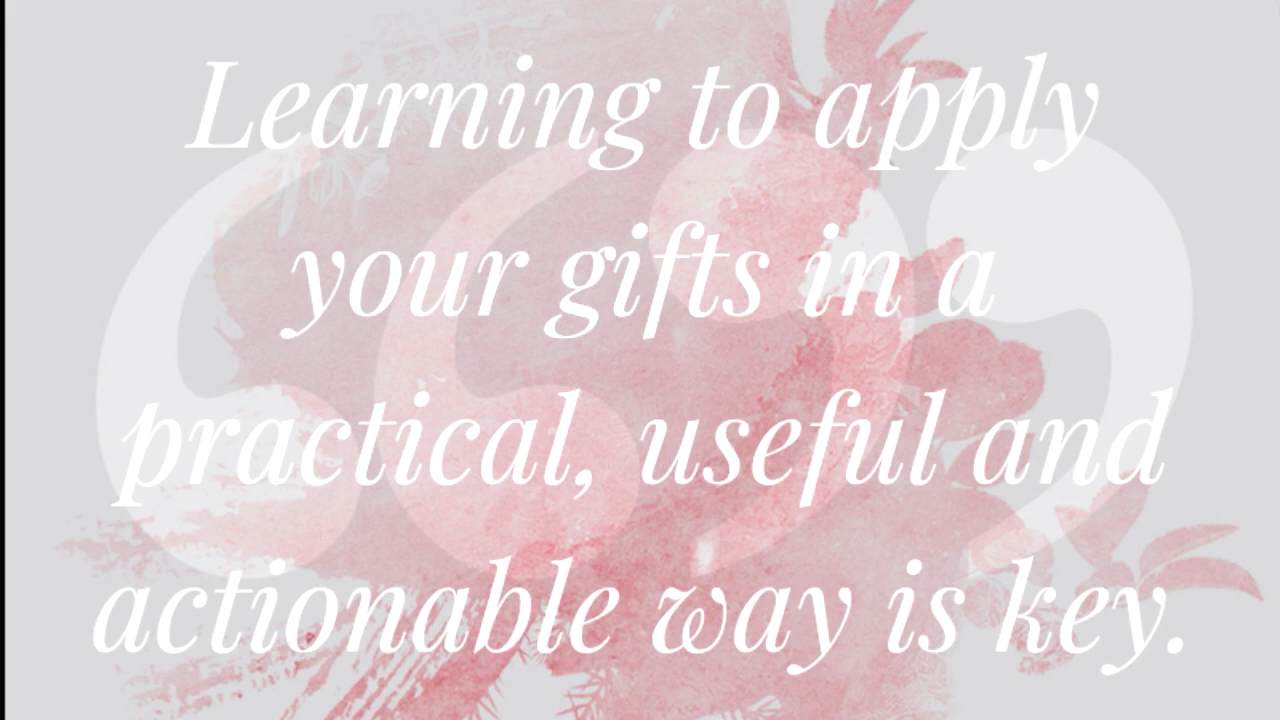 Learning to apply
your gifts in a
practical, useful and
actionable way is key.